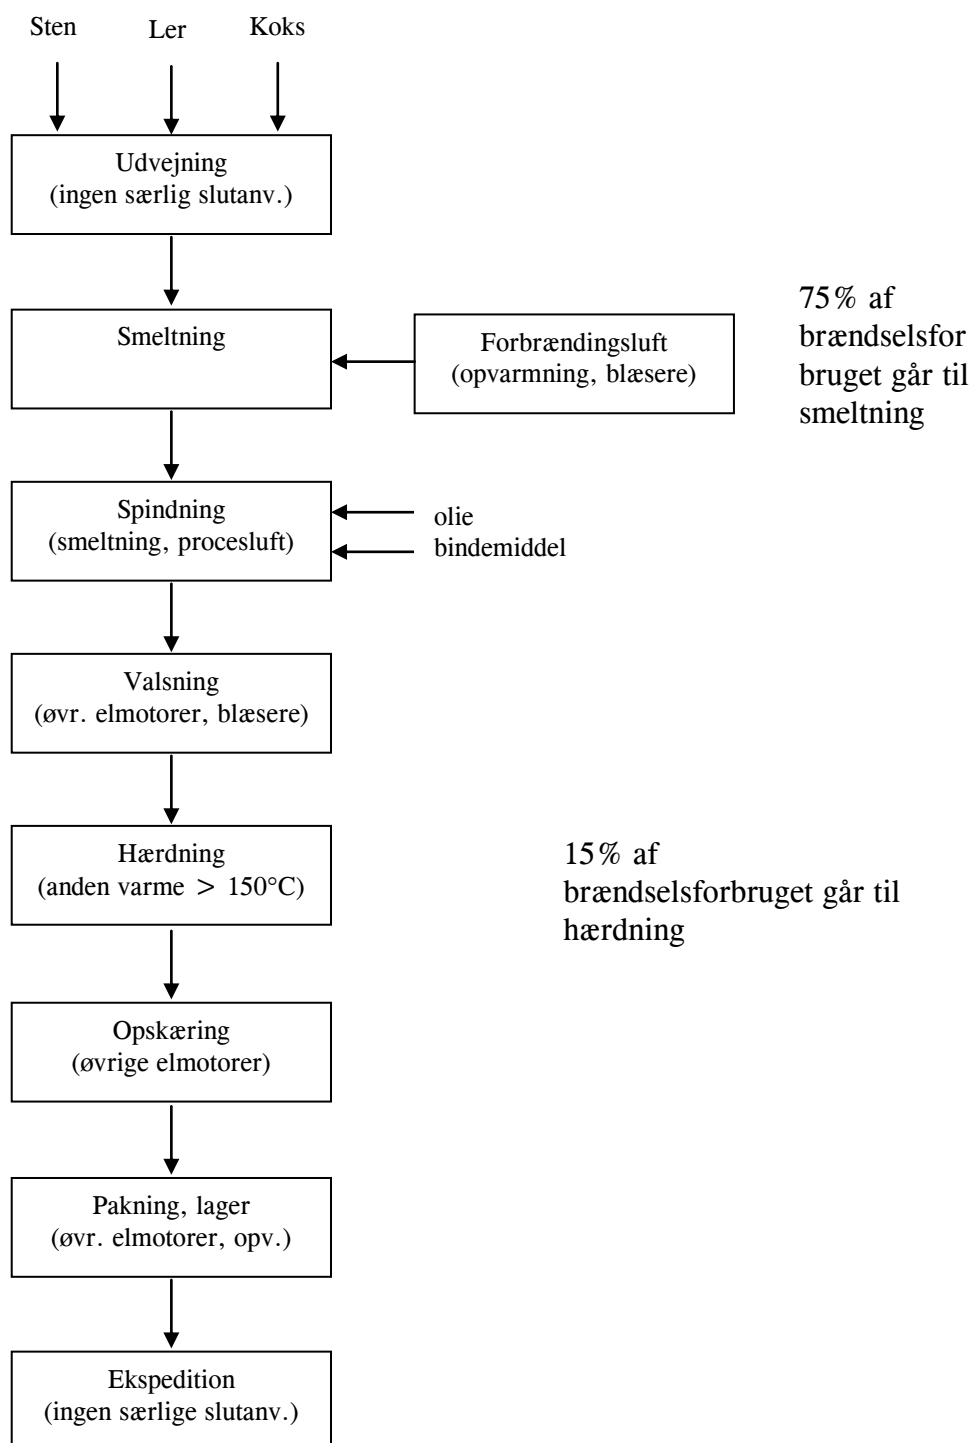 Sten
Ler
Koks
Udvejning
(ingen særlig slutanv.)
Smeltning
Forbrændingsluft
(opvarmning, blæsere)
75% af
brændselsfor
bruget går til
smeltning
Spindning
(smeltning, procesluft)
olie
bindemiddel
Valsning
(øvr. elmotorer, blæsere)
Hærdning
(anden varme > 150°C)
15% af
brændselsforbruget går til
hærdning
Opskæring
(øvrige elmotorer)
Pakning, lager
(øvr. elmotorer, opv.)
Ekspedition
(ingen særlige slutanv.)